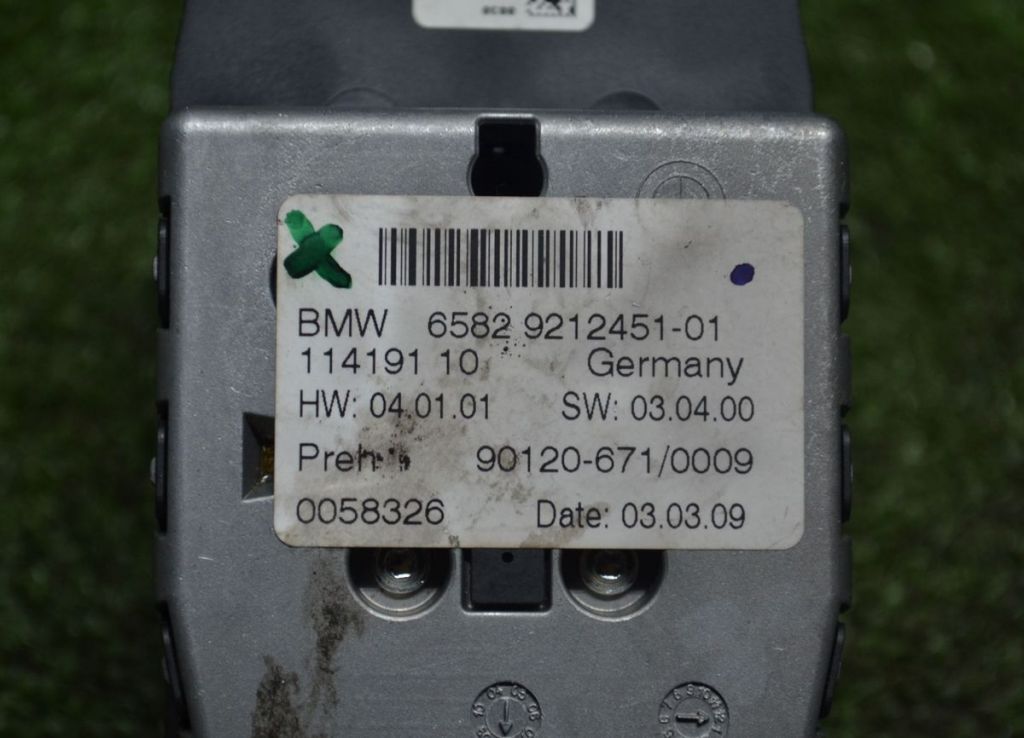 BMW 6582 9212451-01
114191 10 Germany
HW: 04.01.01 SW: 03.04.00
Preh 90120-671/0009
0058326 Date: 03.03.09